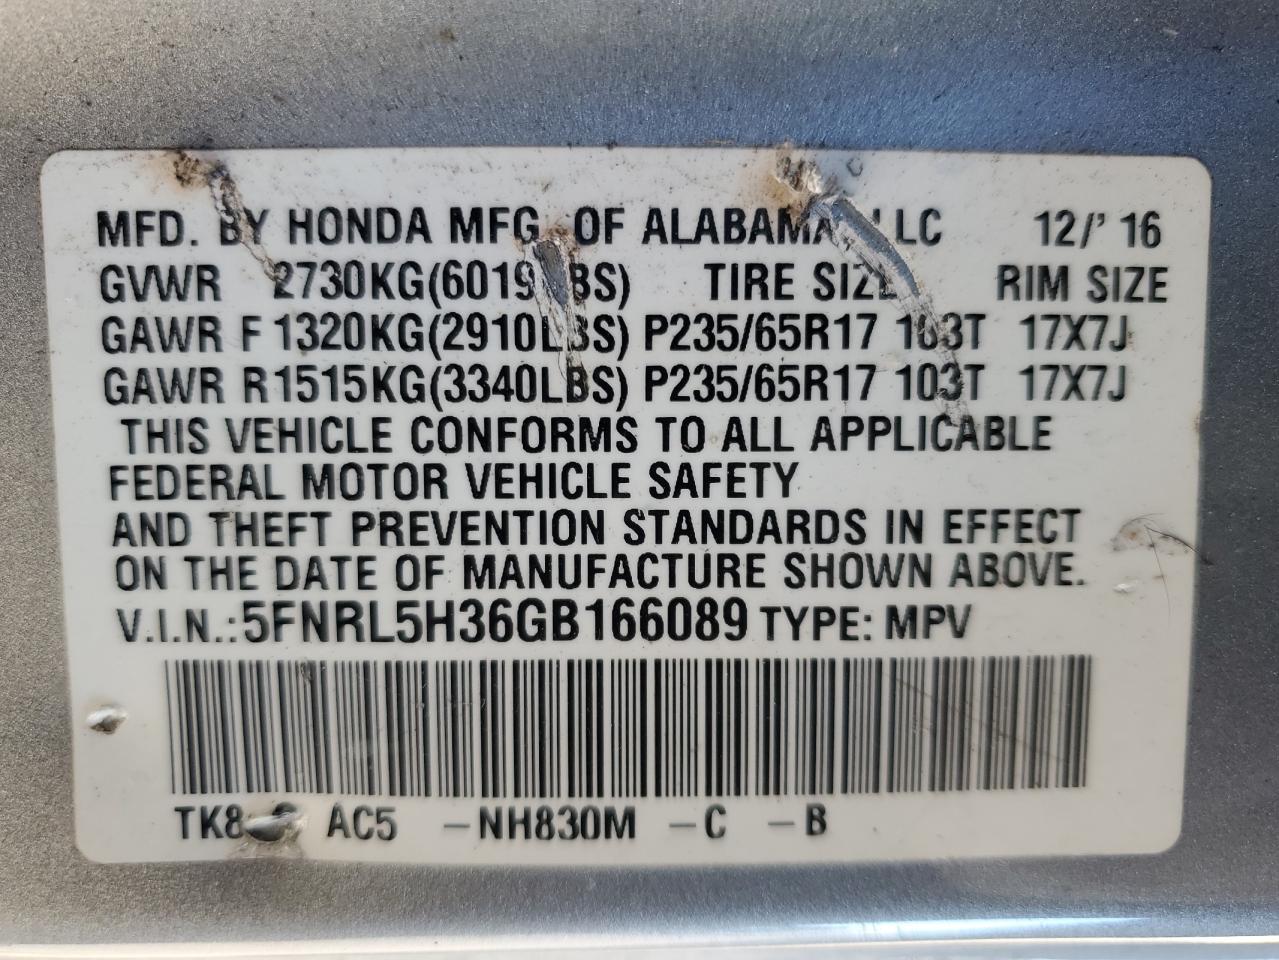 MFD. BY HONDA MFG. OF ALABAMA, LLC 12/'16
GVWR 2730KG(6019LBS) TIRE SIZE RIM SIZE
GAWR F 1320KG(2910LBS) P235/65R17 103T 17X7J
GAWR R1515KG(3340LBS) P235/65R17 103T 17X7J
THIS VEHICLE CONFORMS TO ALL APPLICABLE
FEDERAL MOTOR VEHICLE SAFETY
AND THEFT PREVENTION STANDARDS IN EFFECT
ON THE DATE OF MANUFACTURE SHOWN ABOVE.
V.I.N.:5FNRL5H36GB166089 TYPE: MPV
AC5 -NH830M -C -B